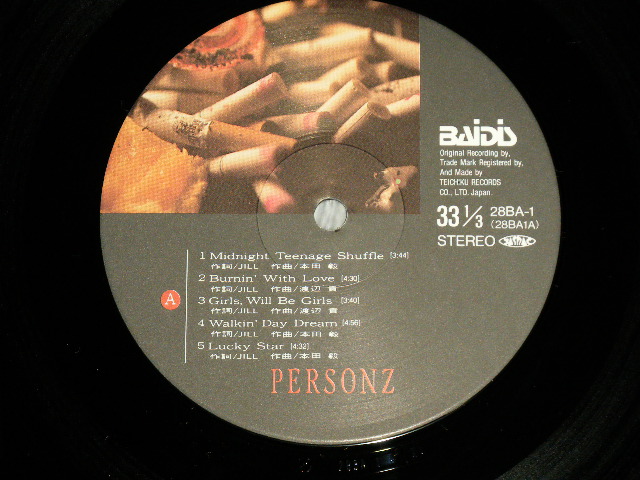 BAIDIS
Original Recording by,
Trade Mark Registered by,
And Made by
TEICHIKU RECORDS
CO., LTD. Japan.
33 1/3 28BA-1
(28BA1A)
STEREO
A
1 Midnight Teenage Shuffle [3:44]
作詞/JILL 作曲/本田 毅
2 Burnin' With Love [4:30]
作詞/JILL 作曲/渡辺 貢
3 Girls, Will Be Girls [3:40]
作詞/JILL 作曲/渡辺 貢
4 Walkin' Day Dream [4:56]
作詞/JILL 作曲/本田 毅
5 Lucky Star [4:32]
作詞/JILL 作曲/本田 毅
PERSONZ